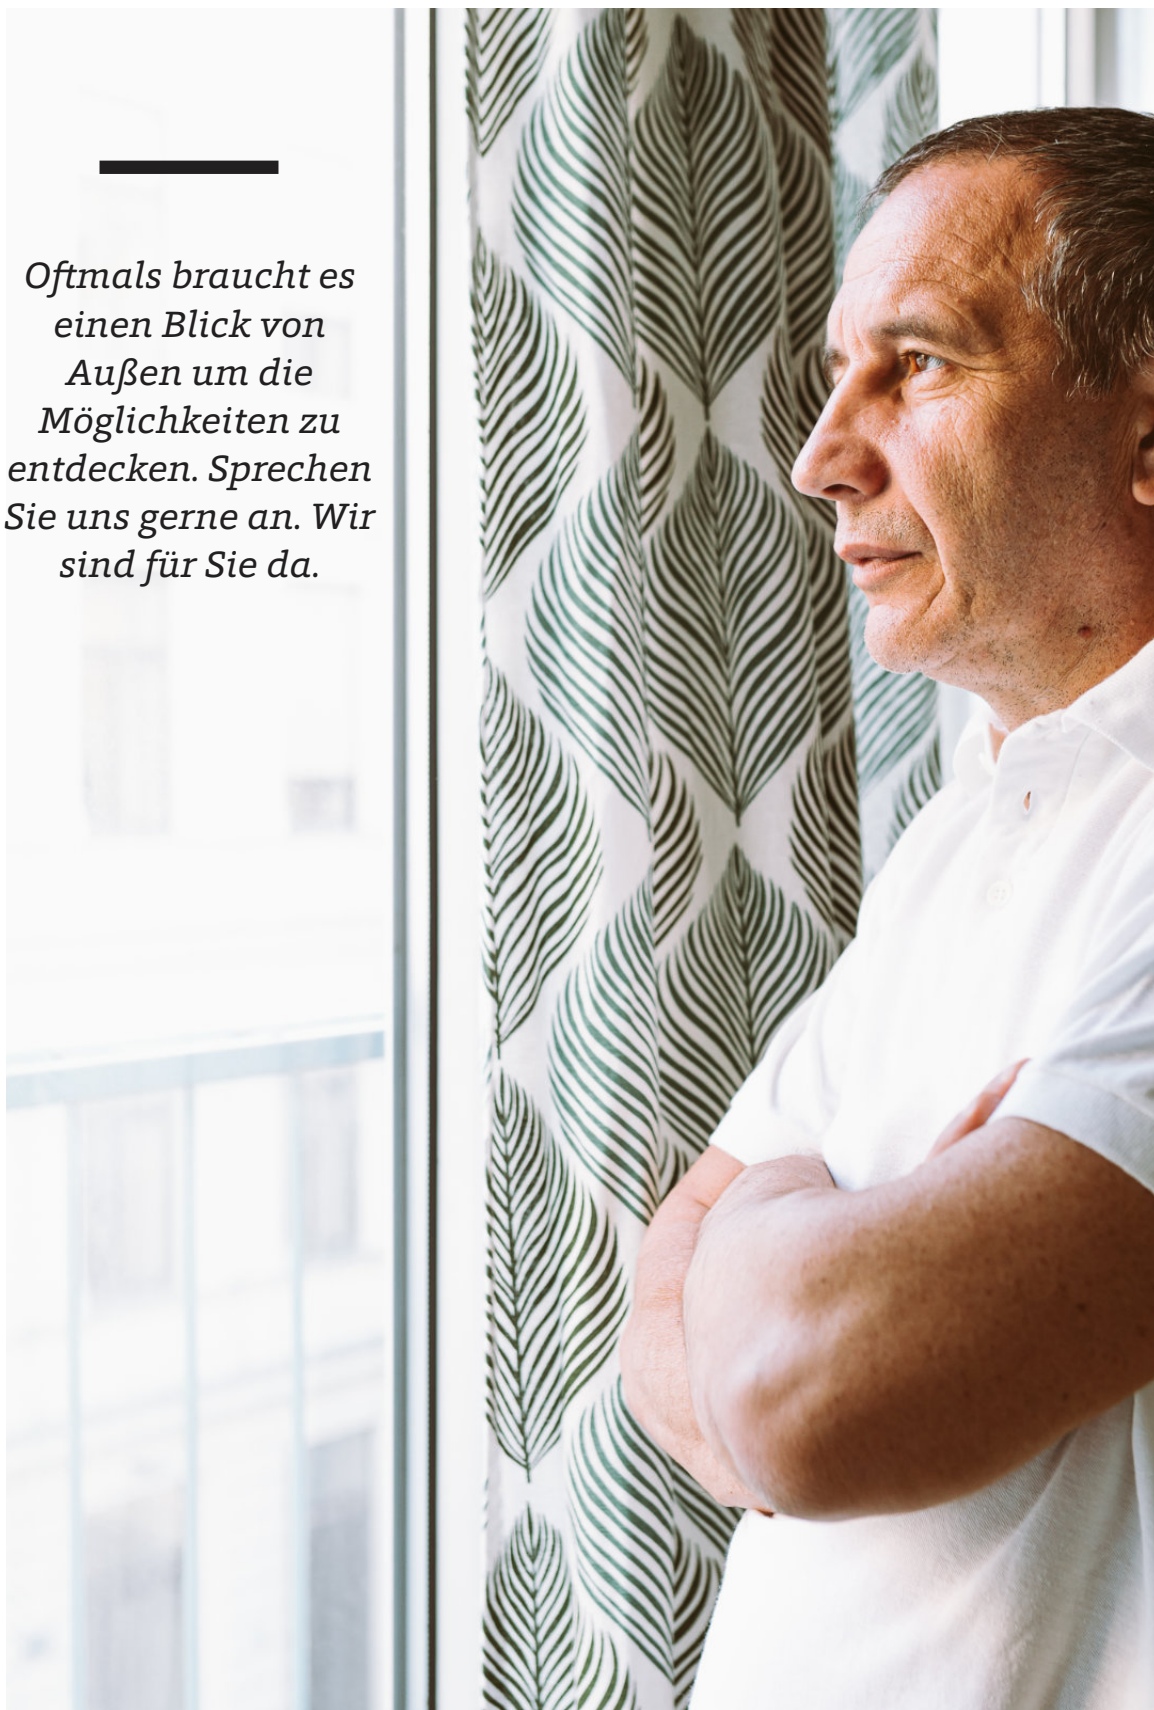 Oftmals braucht es
einen Blick von
Außen um die
Möglichkeiten zu
entdecken. Sprechen
Sie uns gerne an. Wir
sind für Sie da.